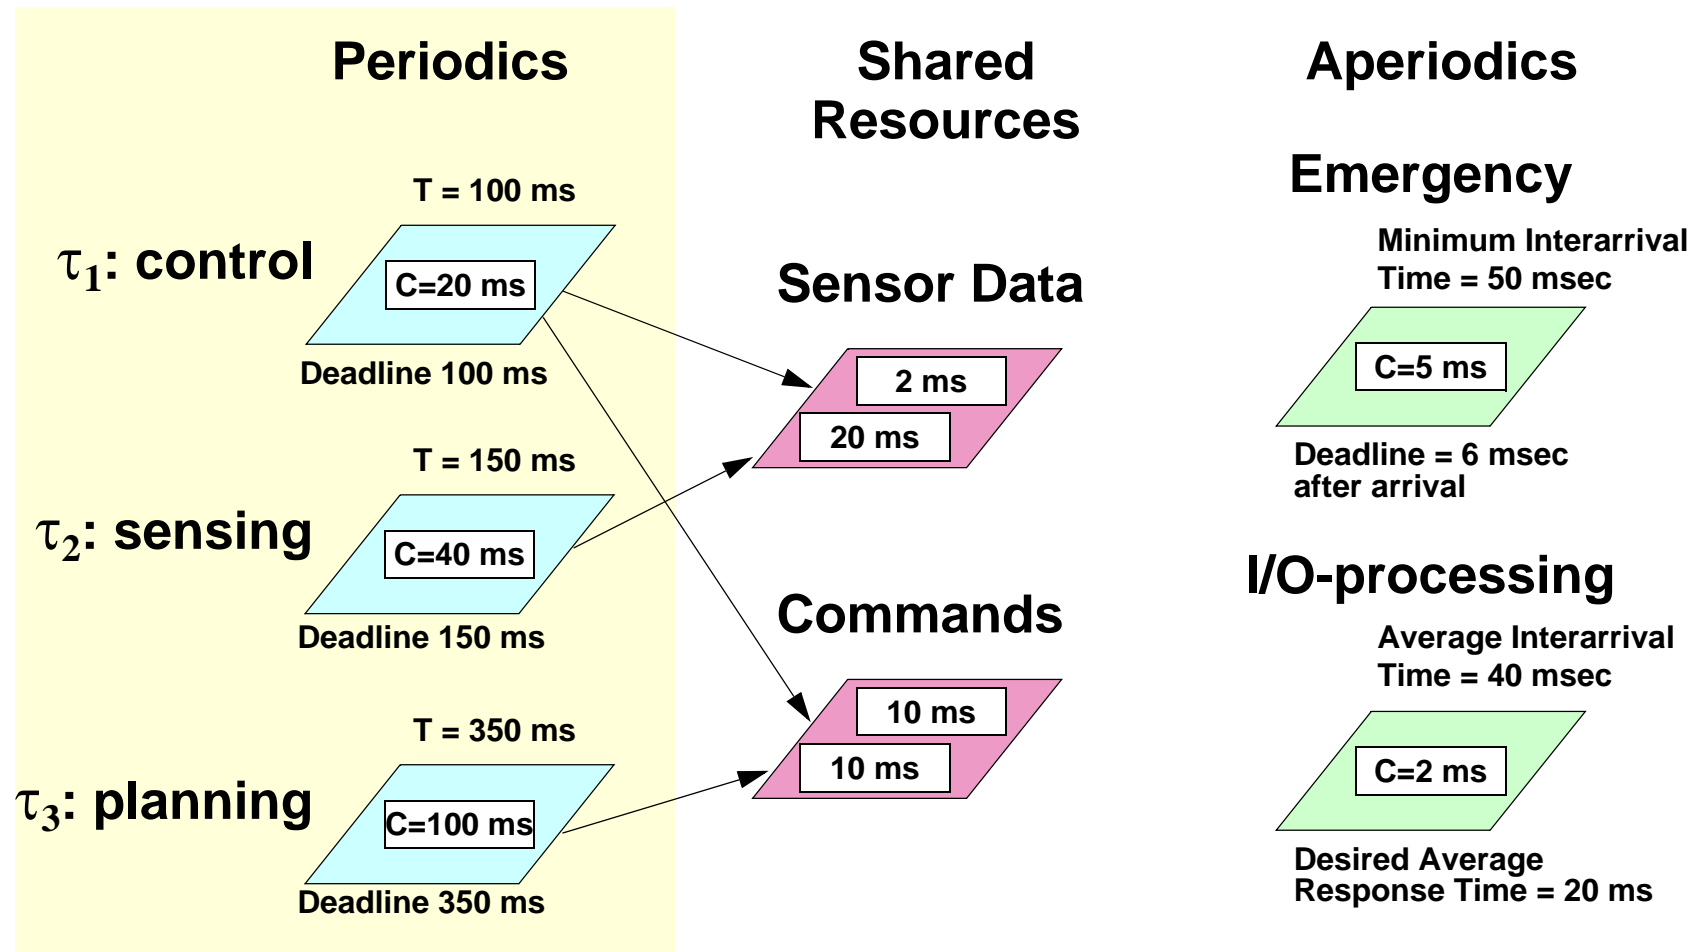 Periodics
T = 100 ms
τ1: control
C=20 ms
Deadline 100 ms
T = 150 ms
τ2: sensing
C=40 ms
Deadline 150 ms
T = 350 ms
τ3: planning
C=100 ms
Deadline 350 ms
Shared
Resources
Sensor Data
2 ms
20 ms
Commands
10 ms
10 ms
Aperiodics
Emergency
Minimum Interarrival
Time = 50 msec
C=5 ms
Deadline = 6 msec
after arrival
I/O-processing
Average Interarrival
Time = 40 msec
C=2 ms
Desired Average
Response Time = 20 ms